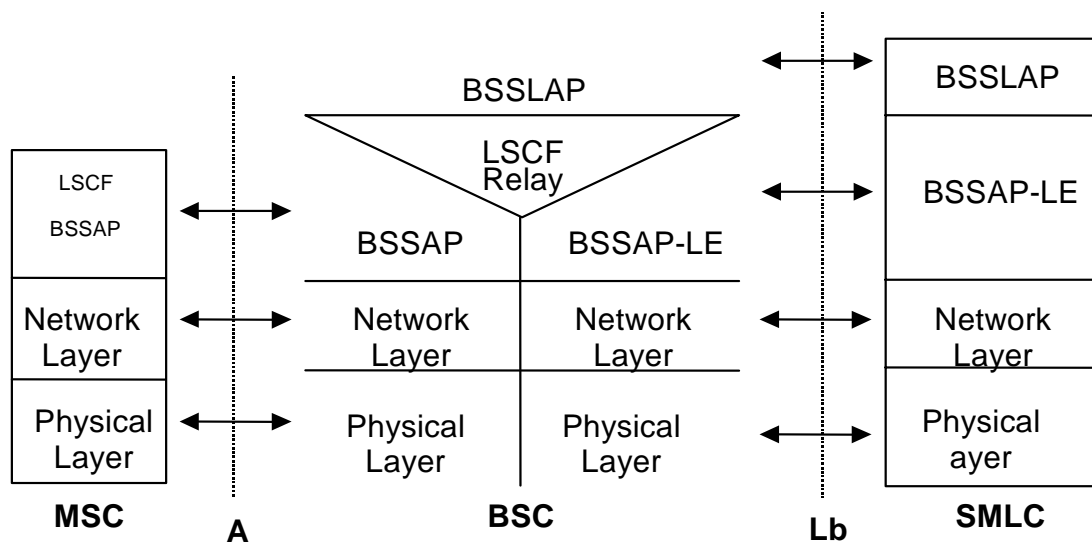 LSCF
BSSAP
Network
Layer
Physical
Layer
MSC
A
BSSLAP
LSCF
Relay
BSSAP
BSSAP-LE
Network
Layer
Network
Layer
Physical
Layer
Physical
Layer
BSC
Lb
BSSLAP
BSSAP-LE
Network
Layer
Physical
ayer
SMLC